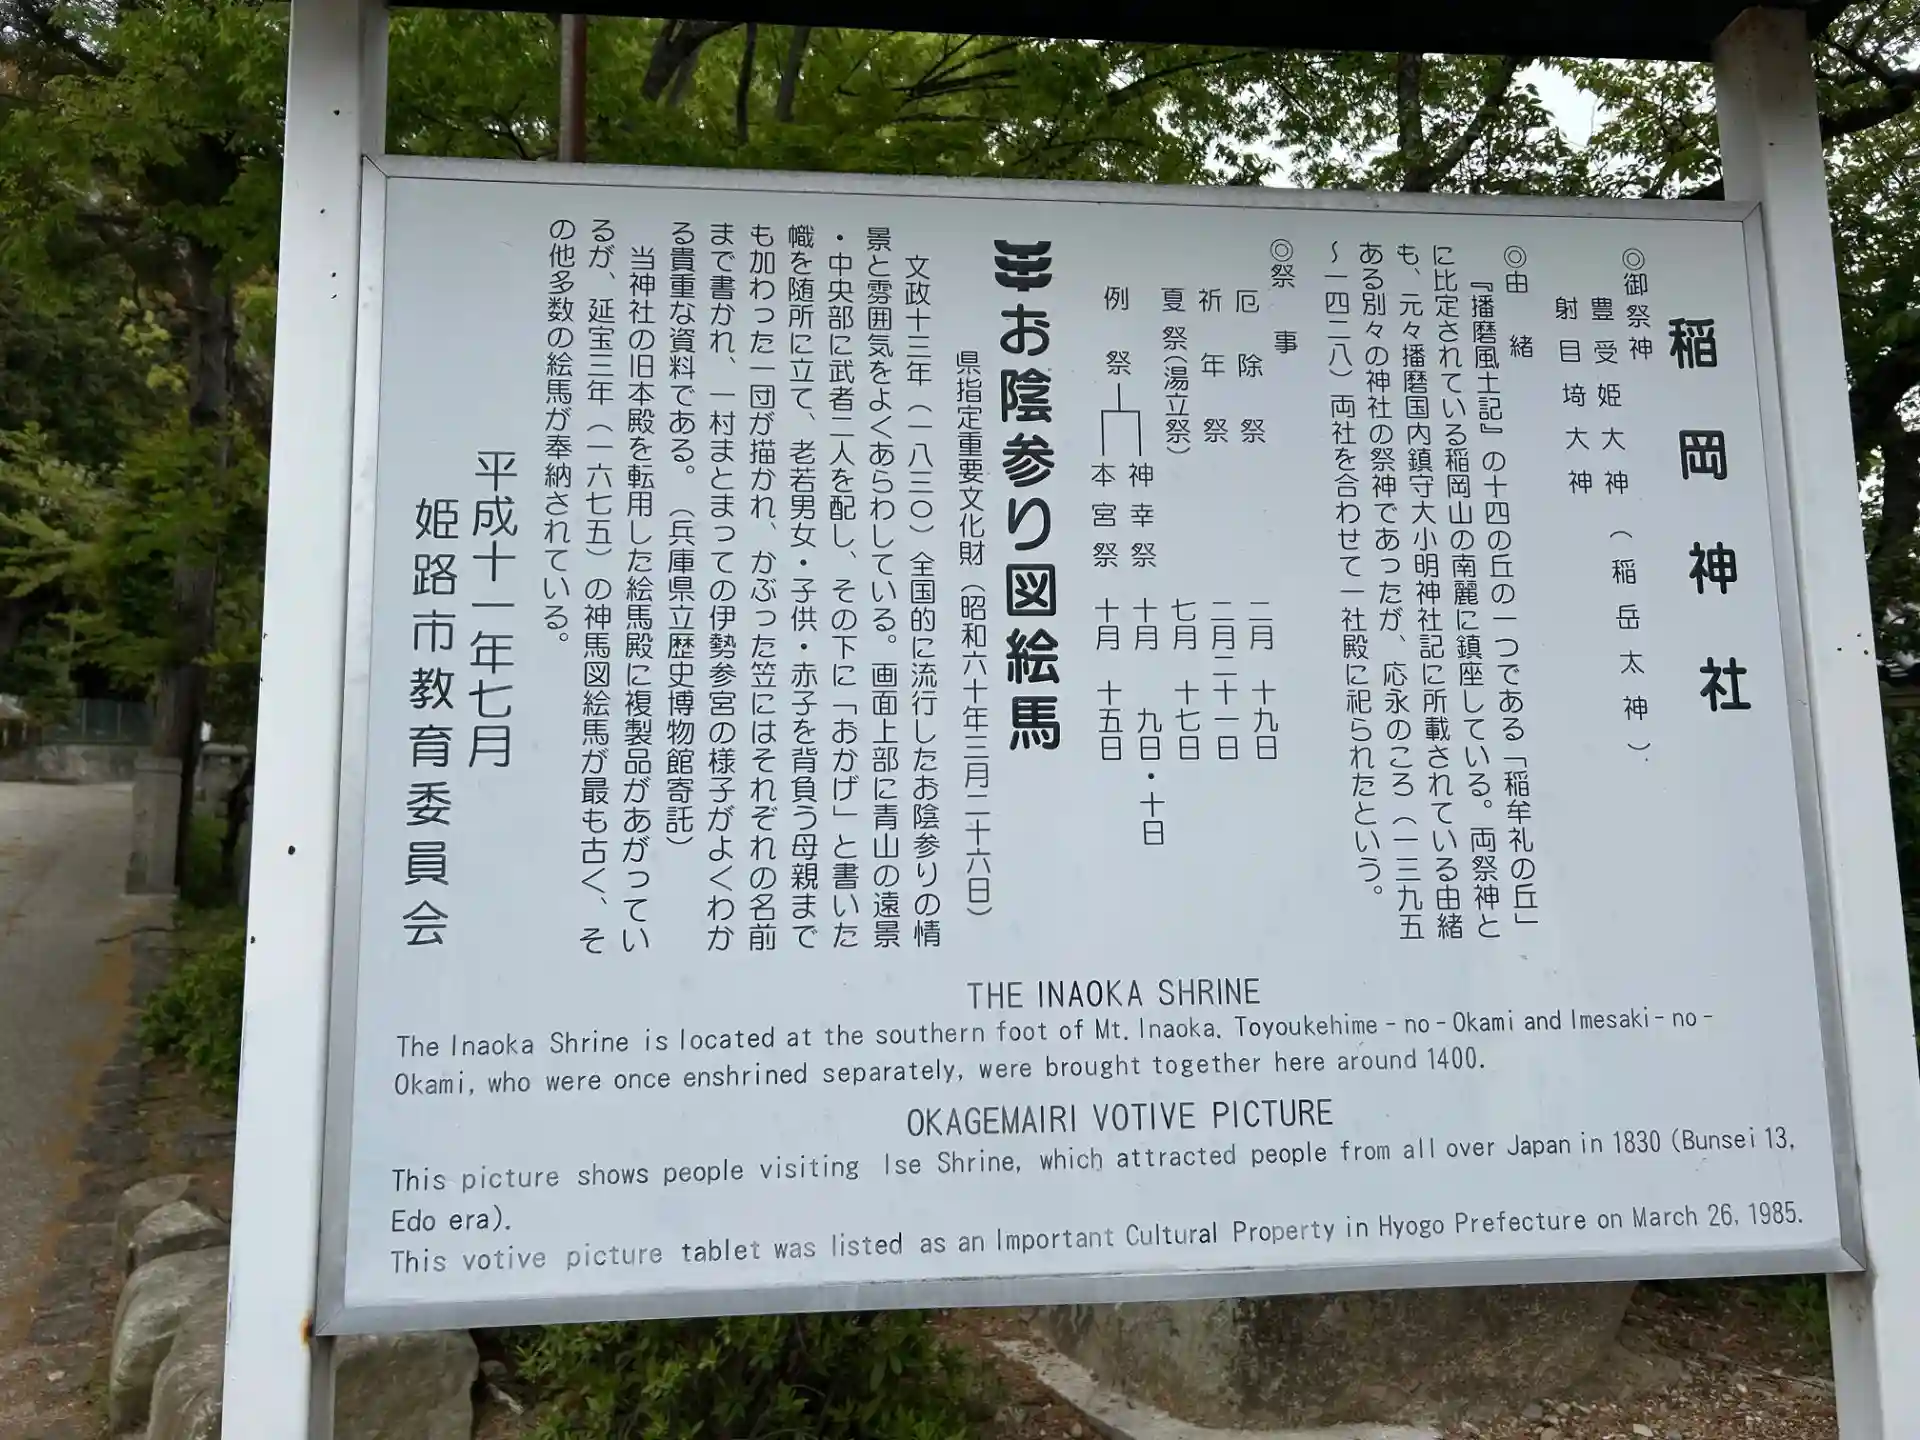 稲岡神社
◎御祭神
豊受姫大神（稲岳太神）
射目埼大神
◎由緒
『播磨風土記』の十四の丘の一つである「稲牟礼の丘」
に比定されている稲岡山の南麗に鎮座している。両祭神と
も、元々播磨国内鎮守大小明神社記に所載されている由緒
ある別々の神社の祭神であったが、応永のころ（一三九五
～一四二八）両社を合わせて一社殿に祀られたという。
◎祭事
厄除祭 二月十九日
祈年祭 二月二十一日
夏祭（湯立祭） 七月十七日
例祭 神幸祭 十月九日・十日
本宮祭 十月十五日
お陰参り図絵馬
県指定重要文化財（昭和六十年三月二十六日）
文政十三年（一八三〇）全国的に流行したお陰参りの情
景と雰囲気をよくあらわしている。画面上部に青山の遠景
・中央部に武者二人を配し、その下に「おかげ」と書いた
幟を随所に立て、老若男女・子供・赤子を背負う母親まで
も加わった一団が描かれ、かぶった笠にはそれぞれの名前
まで書かれ、一村まとまっての伊勢参宮の様子がよくわか
る貴重な資料である。（兵庫県立歴史博物館寄託）
当神社の旧本殿を転用した絵馬殿に複製品があがってい
るが、延宝三年（一六七五）の神馬図絵馬が最も古く、そ
の他多数の絵馬が奉納されている。
平成十一年七月
姫路市教育委員会
THE INAOKA SHRINE
The Inaoka Shrine is located at the southern foot of Mt. Inaoka. Toyoukehime-no-Okami and Imesaki-no-
Okami, who were once enshrined separately, were brought together here around 1400.
OKAGEMAIRI VOTIVE PICTURE
This picture shows people visiting Ise Shrine, which attracted people from all over Japan in 1830 (Bunsei 13,
Edo era).
This votive picture tablet was listed as an Important Cultural Property in Hyogo Prefecture on March 26, 1985.